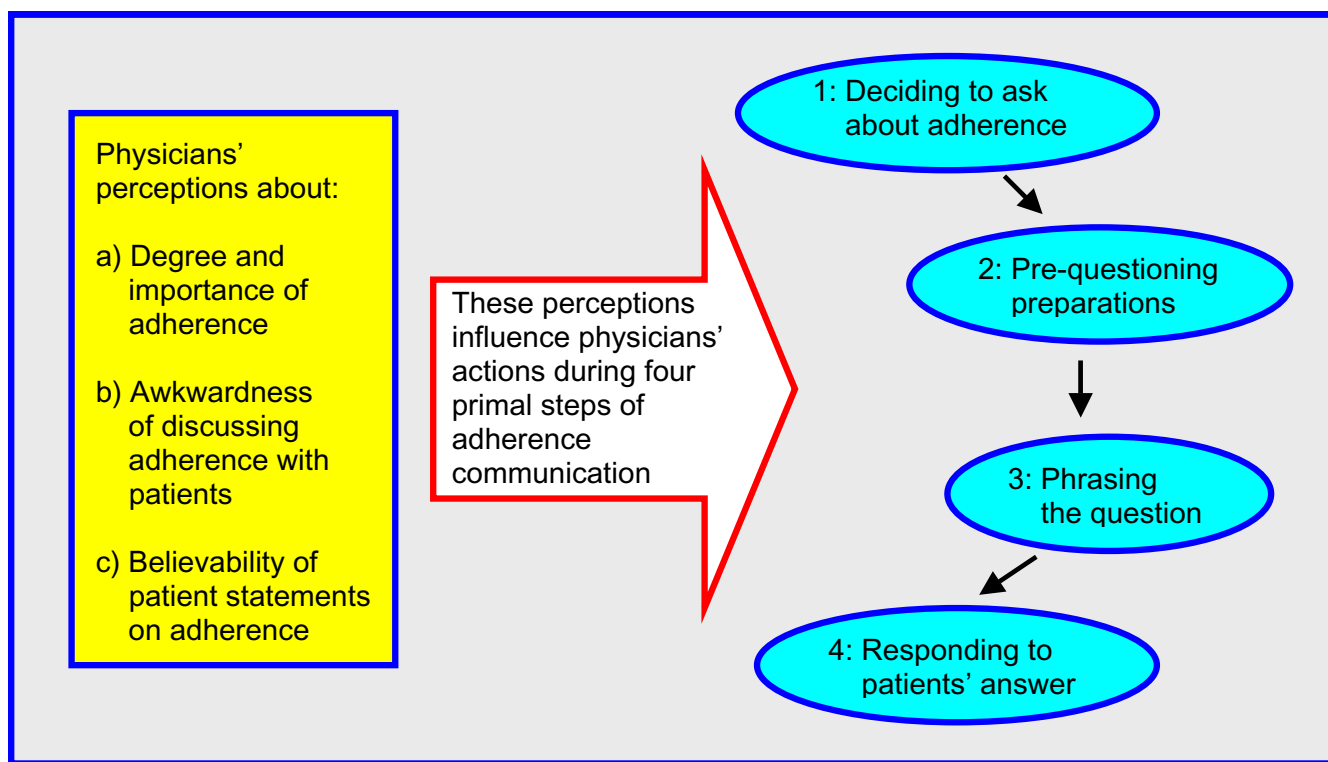 Physicians’
perceptions about:
a) Degree and
importance of
adherence
b) Awkwardness
of discussing
adherence with
patients
c) Believability of
patient statements
on adherence
These perceptions
influence physicians’
actions during four
primal steps of
adherence
communication
1: Deciding to ask
about adherence
2: Pre-questioning
preparations
3: Phrasing
the question
4: Responding to
patients’ answer